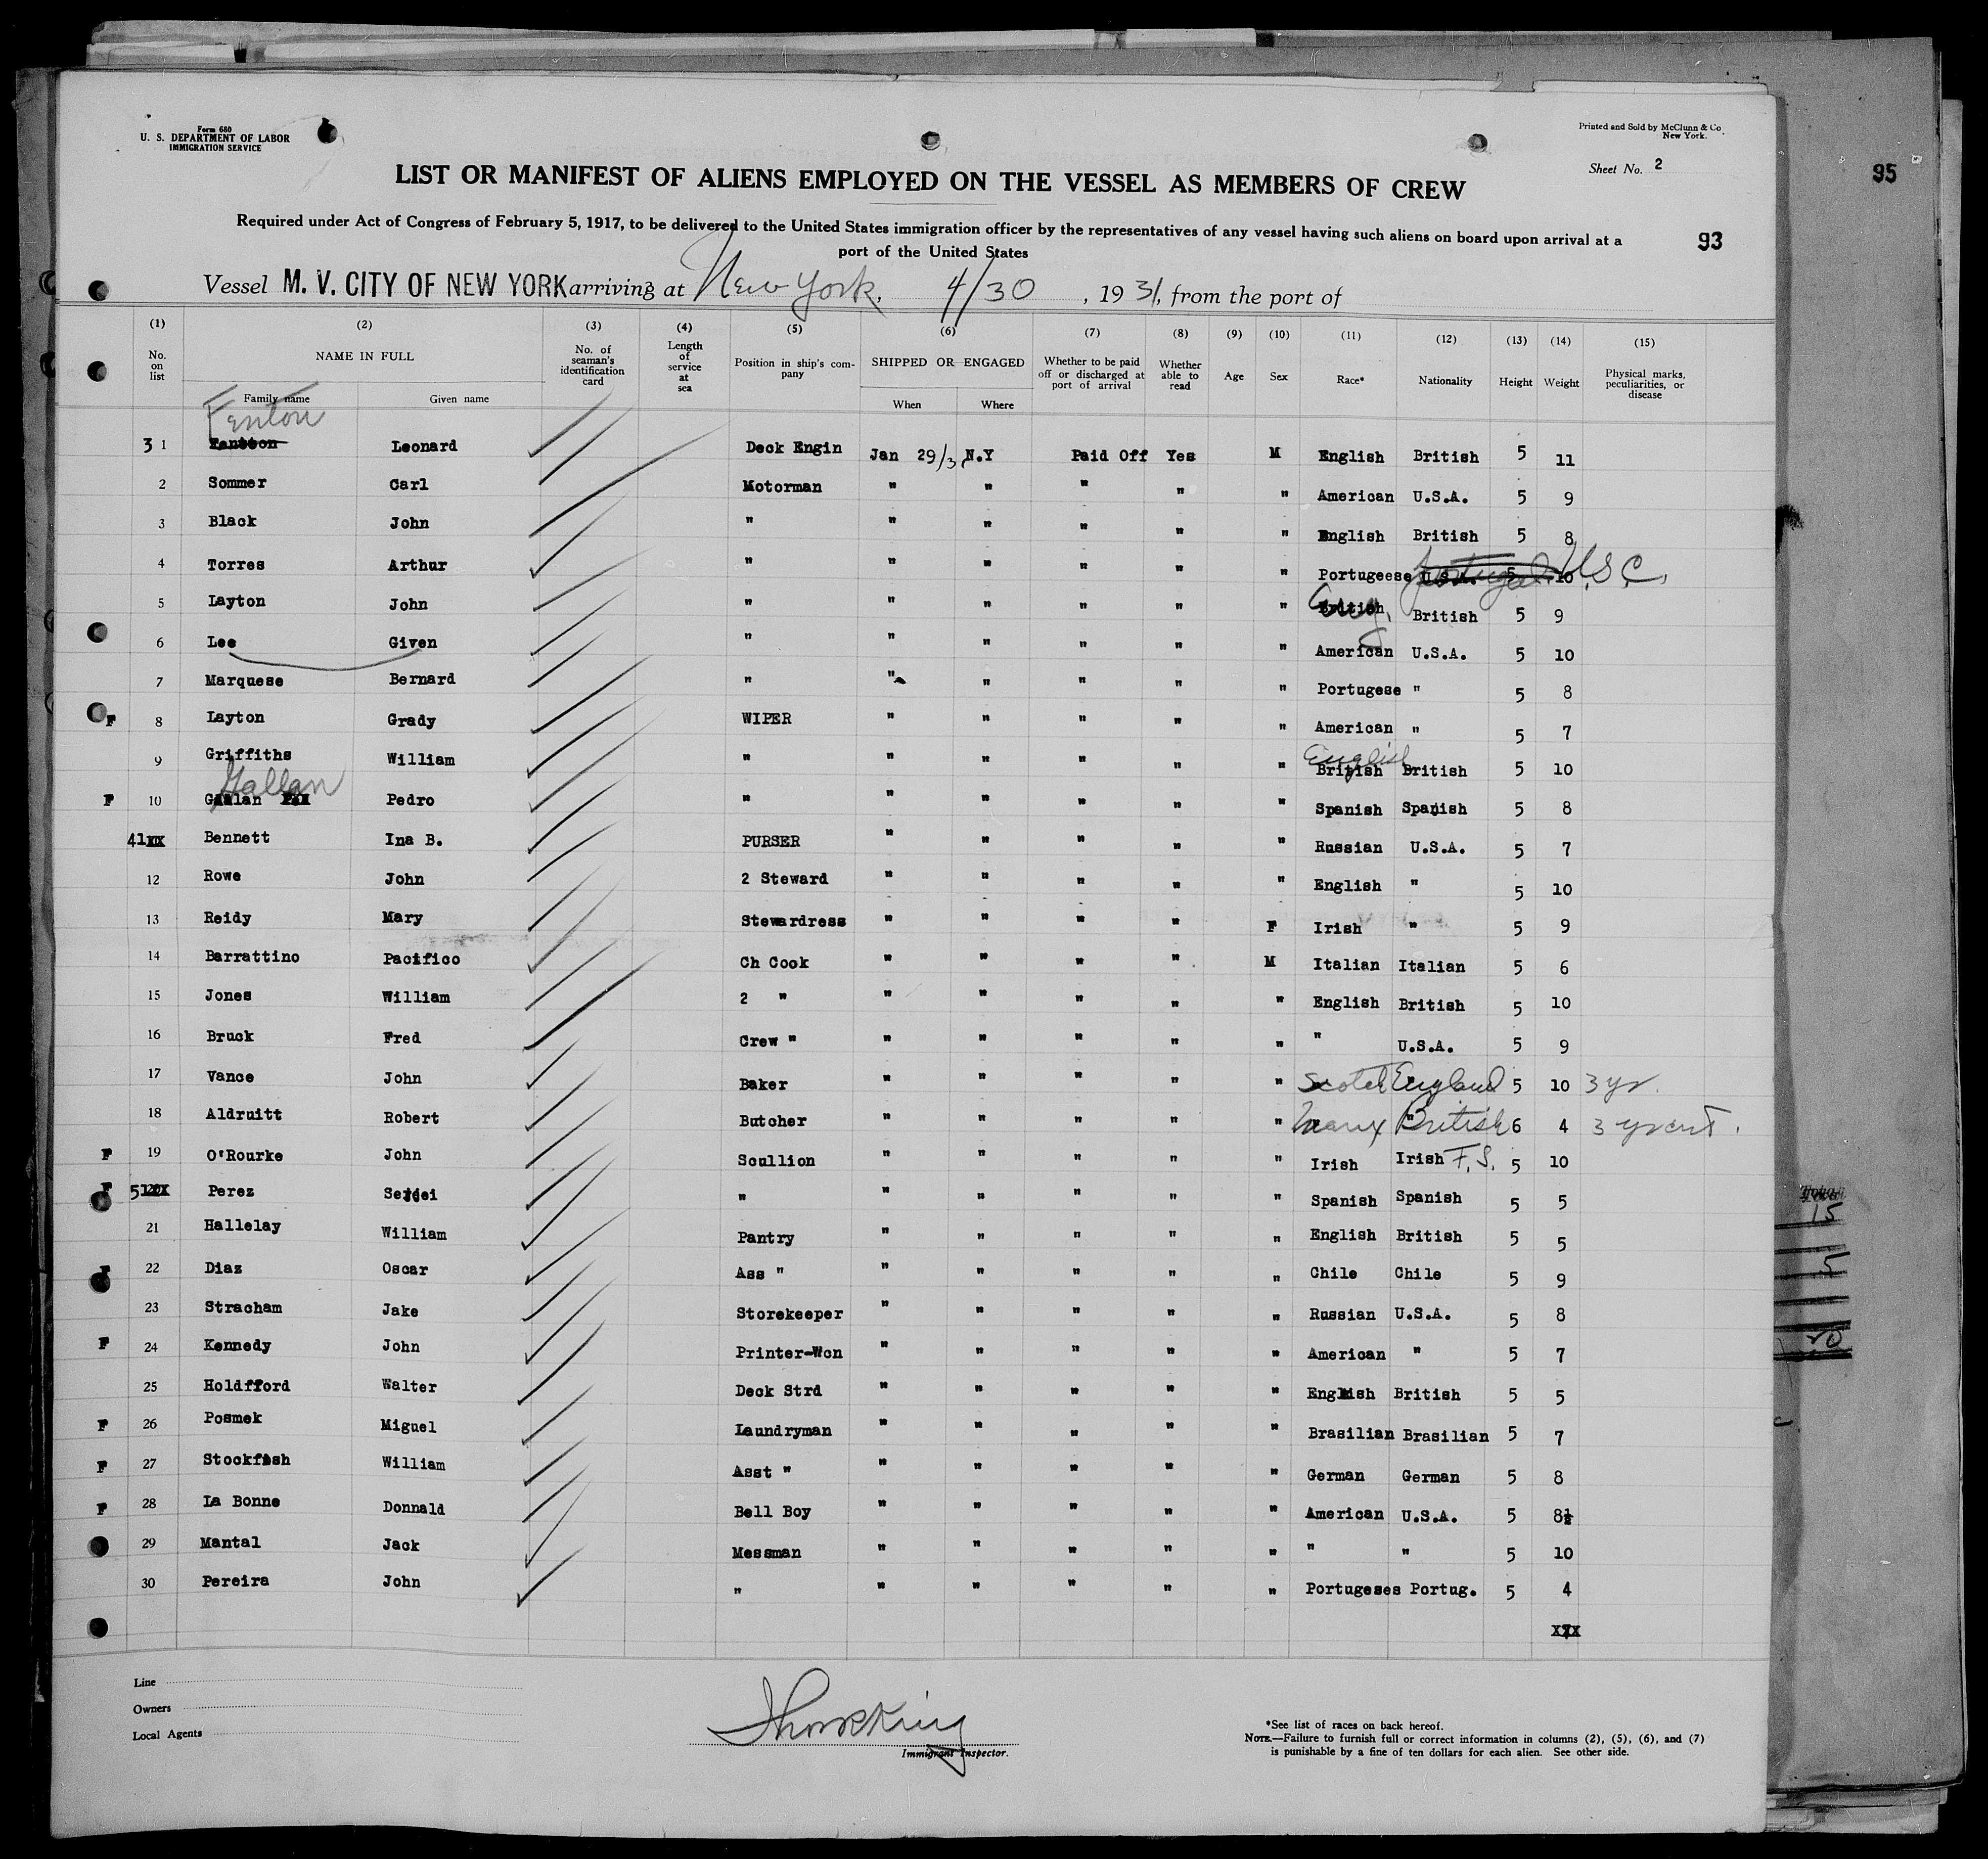 Form 680
U. S. DEPARTMENT OF LABOR
IMMIGRATION SERVICE
Printed and Sold by McClunn & Co.
New York.
Sheet No. 2
95
LIST OR MANIFEST OF ALIENS EMPLOYED ON THE VESSEL AS MEMBERS OF CREW
Required under Act of Congress of February 5, 1917, to be delivered to the United States immigration officer by the representatives of any vessel having such aliens on board upon arrival at a
port of the United States
93
Vessel M. V. CITY OF NEW YORK arriving at New York, 4/30, 1931, from the port of
(1) (2) (3) (4) (5) (6) (7) (8) (9) (10) (11) (12) (13) (14) (15)
No. on list NAME IN FULL No. of seaman's identification card Length of service at sea Position in ship's company SHIPPED OR ENGAGED Whether to be paid off or discharged at port of arrival Whether able to read Age Sex Race* Nationality Height Weight Physical marks, peculiarities, or disease
Family name Given name When Where
Fenton
31 Leonard Deck Engin Jan 29/31 N.Y Paid Off Yes M English British 5 11
2 Sommer Carl Motorman " " " " " American U.S.A. 5 9
3 Black John " " " " " " English British 5 8
4 Torres Arthur " " " " " " Portugeese U.S.A. Portugal 5 10 U.S.C.
5 Layton John " " " " " " British Eng. British 5 9
6 Lee Given " " " " " " American U.S.A. 5 10
7 Marquese Bernard " " " " " " Portugese " 5 8
F 8 Layton Grady WIPER " " " " " American " 5 7
9 Griffiths William " " " " " " British English British 5 10
Gallan
F 10 Pedro " " " " " " Spanish Spanish 5 8
41 Bennett Ina B. PURSER " " " " " Russian U.S.A. 5 7
12 Rowe John 2 Steward " " " " " English " 5 10
13 Reidy Mary Stewardress " " " " F Irish " 5 9
14 Barrattino Pacifico Ch Cook " " " " M Italian Italian 5 6
15 Jones William 2 " " " " " " English British 5 10
16 Bruck Fred Crew " " " " " " " U.S.A. 5 9
17 Vance John Baker " " " " " Scotch England 5 10 3 yr.
18 Aldruitt Robert Butcher " " " " " Manx British 6 4 3 yr
F 19 O'Rourke John Scullion " " " " " Irish Irish F.S. 5 10
F 51 Perez " " " " " " Spanish Spanish 5 5
21 Hallelay William Pantry " " " " " English British 5 5
22 Diaz Oscar Ass " " " " " " Chile Chile 5 9
23 Stracham Jake Storekeeper " " " " " Russian U.S.A. 5 8
F 24 Kennedy John Printer-Wcn " " " " " American " 5 7
25 Holdfford Walter Deck Strd " " " " " English British 5 5
F 26 Posmek Miguel Laundryman " " " " " Brasilian Brasilian 5 7
F 27 Stockfish William Asst " " " " " " German German 5 8
F 28 La Bonne Donnald Bell Boy " " " " " American U.S.A. 5 8½
29 Mantal Jack Messman " " " " " " " 5 10
30 Pereira John " " " " " " Portugeses Portug. 5 4
15
5
20
Line
Owners
Local Agents
Immigrant Inspector.
*See list of races on back hereof.
NOTE.—Failure to furnish full or correct information in columns (2), (5), (6), and (7)
is punishable by a fine of ten dollars for each alien. See other side.